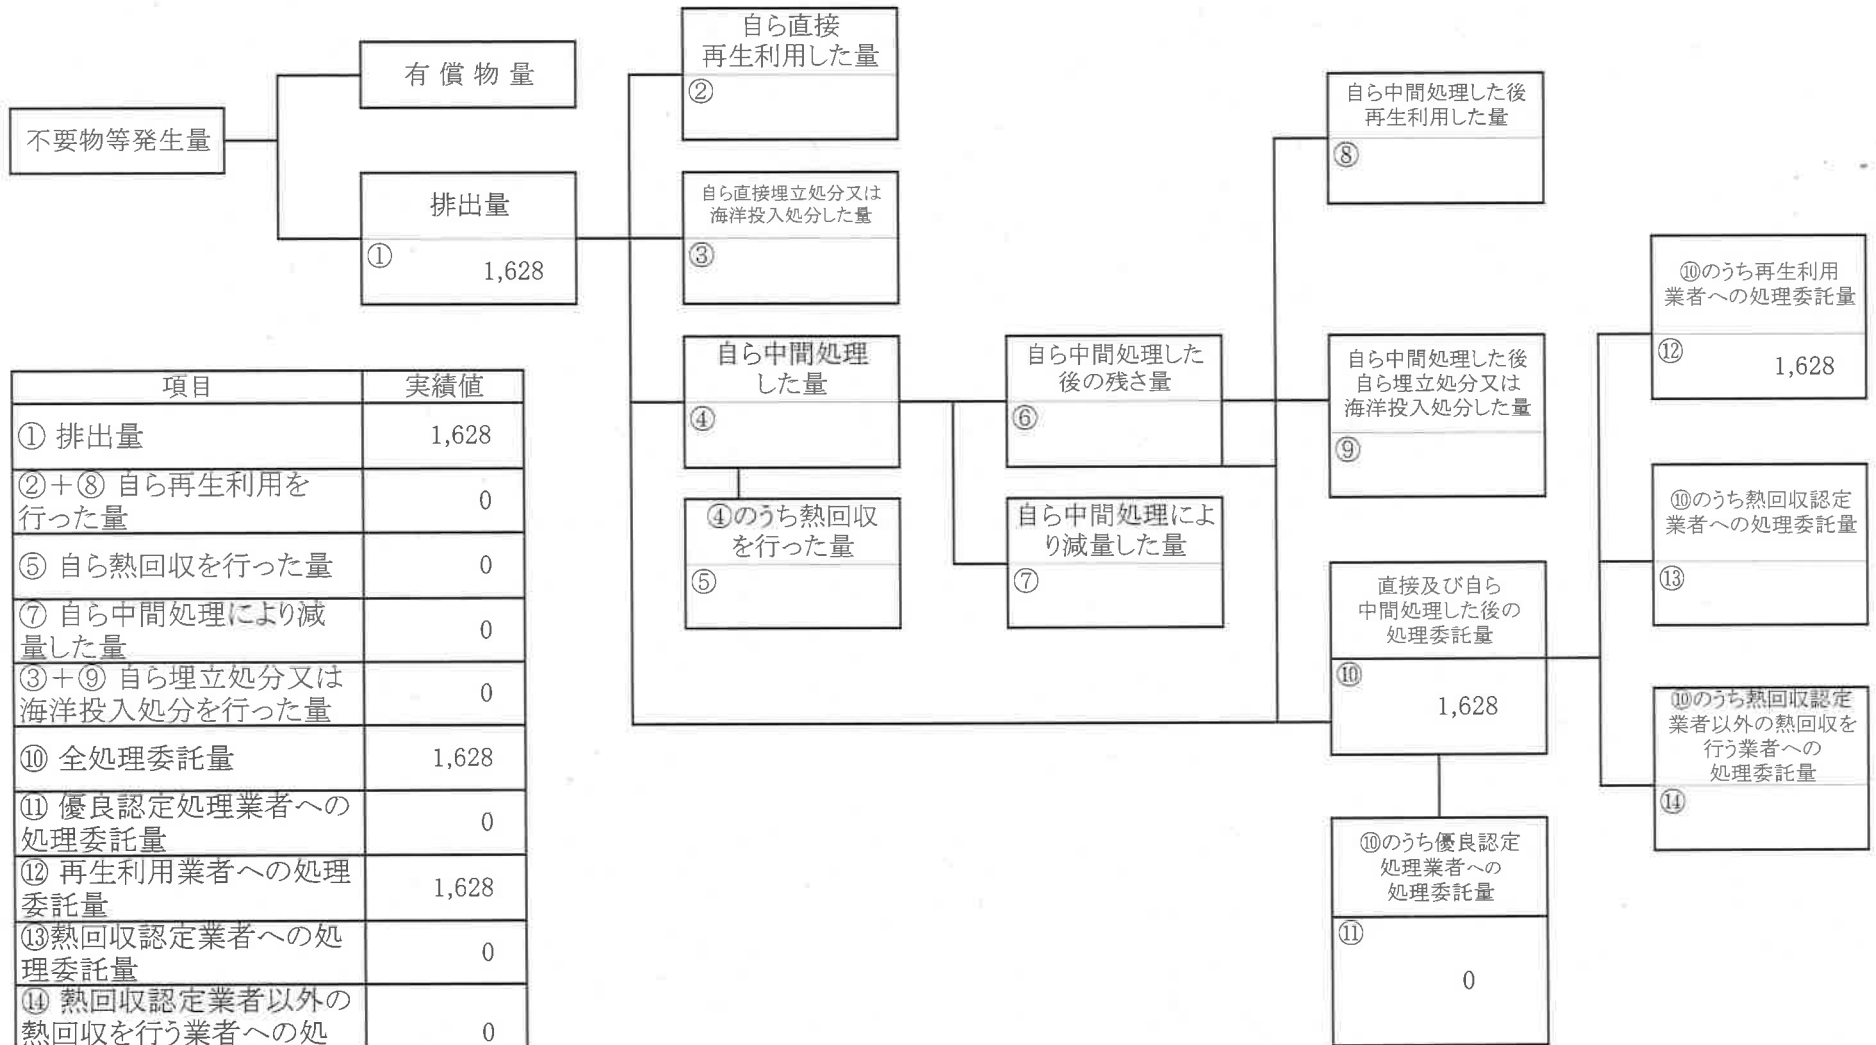 不要物等発生量
有償物量
排出量
①
1,628
自ら直接
再生利用した量
②
自ら直接埋立処分又は
海洋投入処分した量
③
自ら中間処理
した量
④
④のうち熱回収
を行った量
⑤
自ら中間処理した
後の残さ量
⑥
自ら中間処理によ
り減量した量
⑦
自ら中間処理した後
再生利用した量
⑧
自ら中間処理した後
自ら埋立処分又は
海洋投入処分した量
⑨
直接及び自ら
中間処理した後の
処理委託量
⑩
1,628
⑩のうち優良認定
処理業者への
処理委託量
⑪
0
⑩のうち再生利用
業者への処理委託量
⑫
1,628
⑩のうち熱回収認定
業者への処理委託量
⑬
⑩のうち熱回収認定
業者以外の熱回収を
行う業者への
処理委託量
⑭
項目 実績値
① 排出量 1,628
②+⑧ 自ら再生利用を
行った量 0
⑤ 自ら熱回収を行った量 0
⑦ 自ら中間処理により減
量した量 0
③+⑨ 自ら埋立処分又は
海洋投入処分を行った量 0
⑩ 全処理委託量 1,628
⑪ 優良認定処理業者への
処理委託量 0
⑫ 再生利用業者への処理
委託量 1,628
⑬熱回収認定業者への処
理委託量 0
⑭ 熱回収認定業者以外の
熱回収を行う業者への処 0